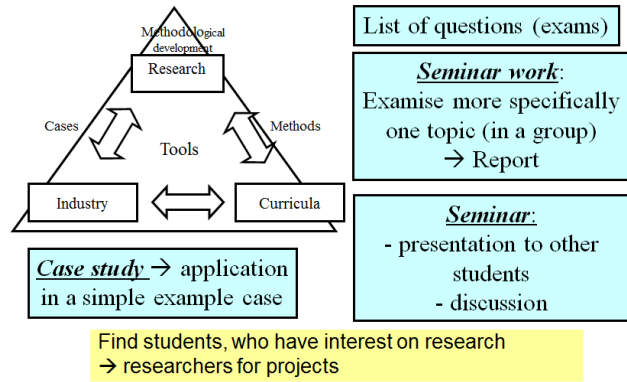 Methodological
development
Research
Cases
Methods
Tools
Industry
Curricula
List of questions (exams)
Seminar work:
Examise more specifically
one topic (in a group)
→ Report
Seminar:
- presentation to other
students
- discussion
Case study → application
in a simple example case
Find students, who have interest on research
→ researchers for projects